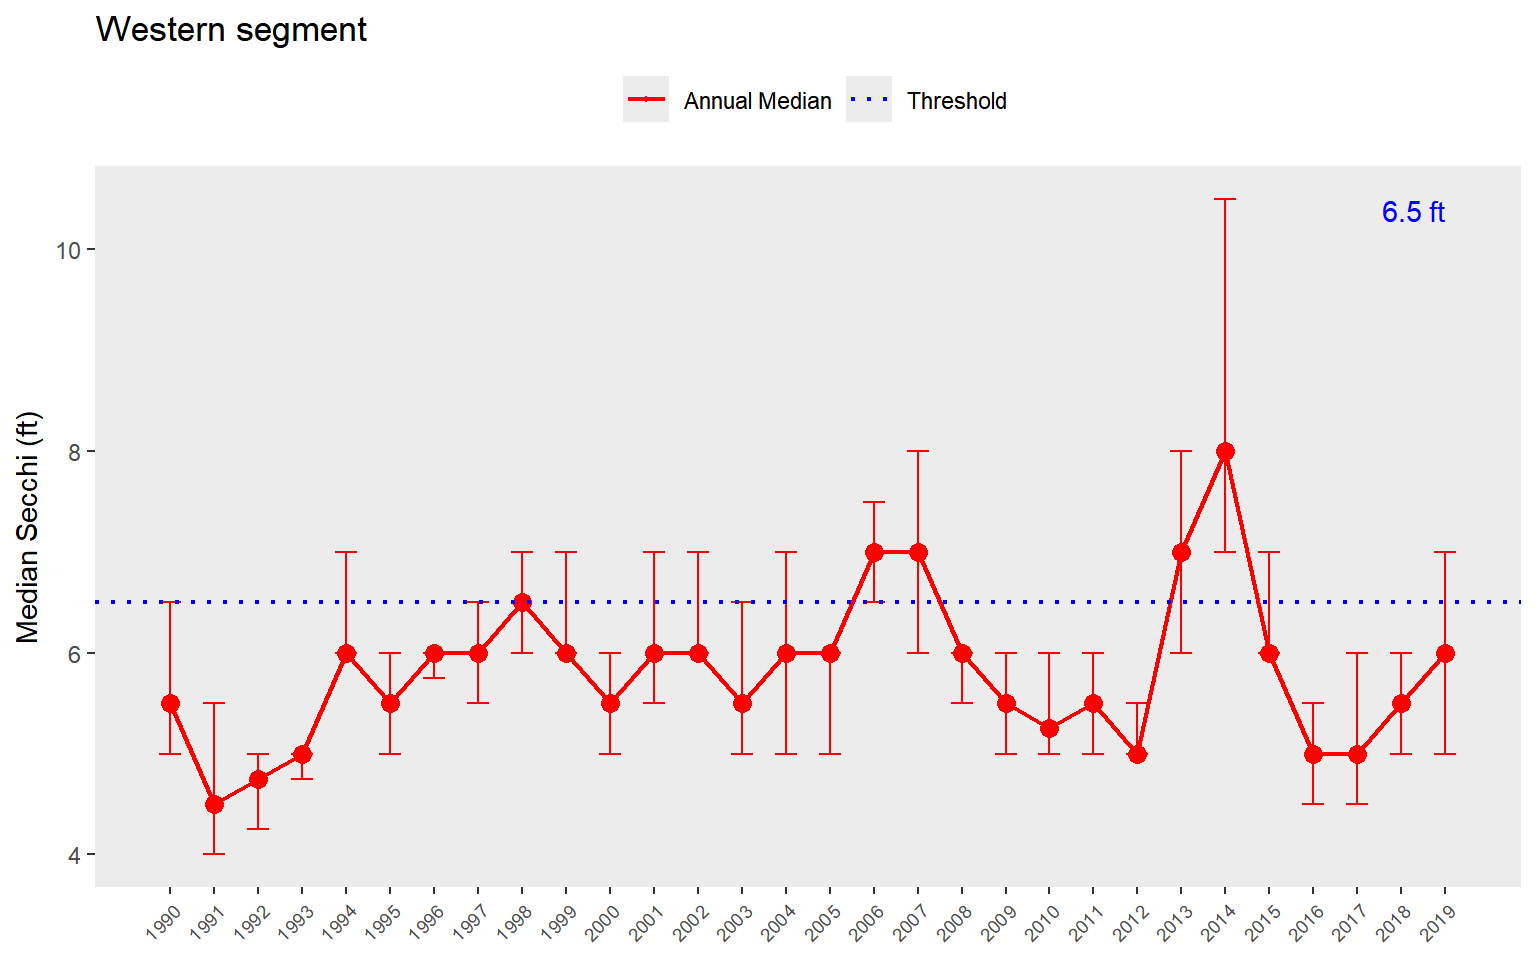 Western segment
Annual Median Threshold
6.5 ft
10
8
6
4
Median Secchi (ft)
1990 1991 1992 1993 1994 1995 1996 1997 1998 1999 2000 2001 2002 2003 2004 2005 2006 2007 2008 2009 2010 2011 2012 2013 2014 2015 2016 2017 2018 2019